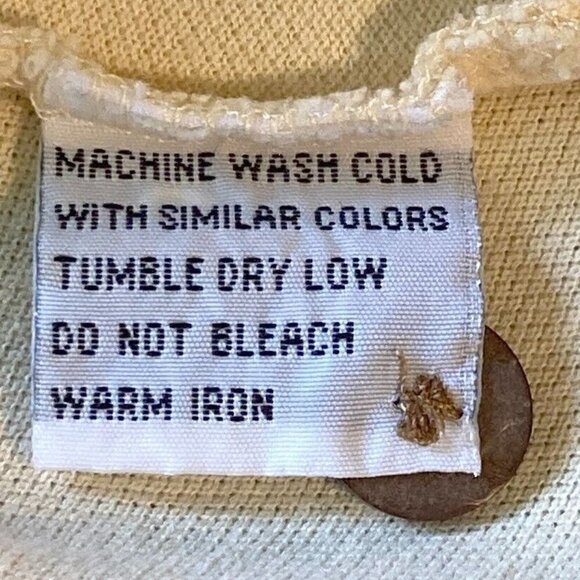 MACHINE WASH COLD
WITH SIMILAR COLORS
TUMBLE DRY LOW
DO NOT BLEACH
WARM IRON